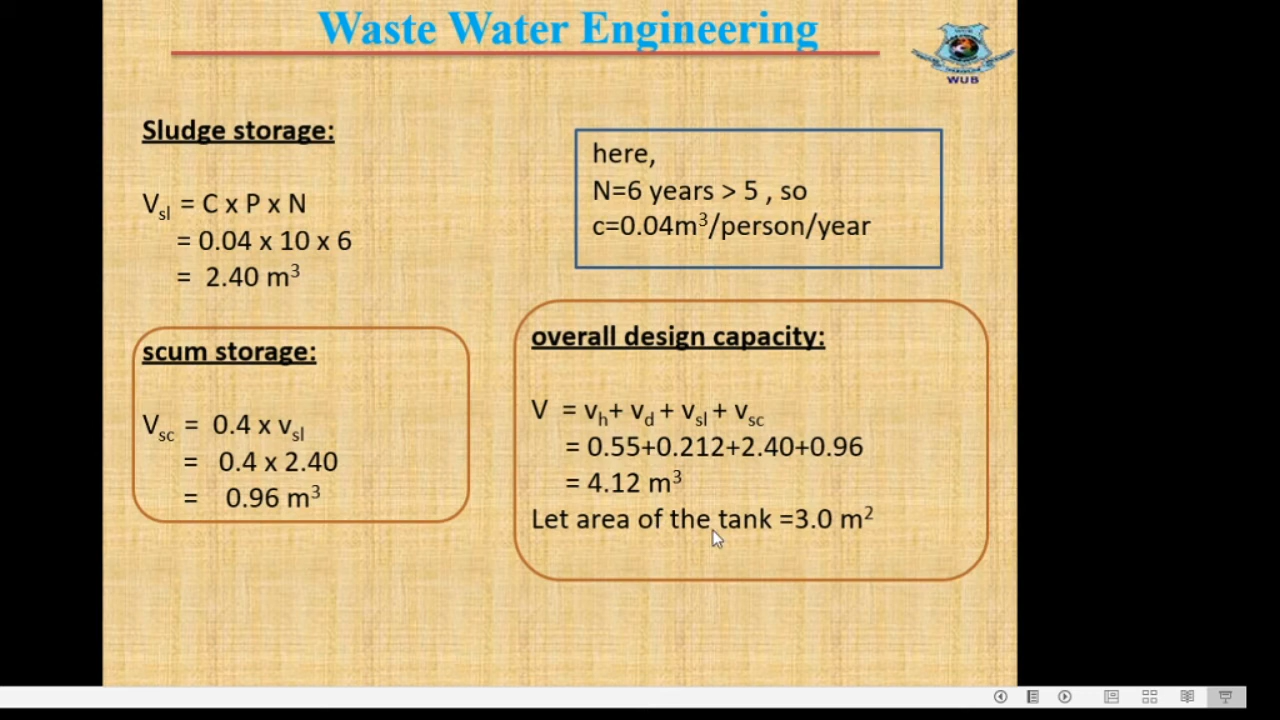 Waste Water Engineering
WUB
Sludge storage:
Vsl = C x P x N
= 0.04 x 10 x 6
= 2.40 m³
here,
N=6 years > 5 , so
c=0.04m³/person/year
scum storage:
Vsc = 0.4 x vsl
= 0.4 x 2.40
= 0.96 m³
overall design capacity:
V = vh+ vd + vsl + vsc
= 0.55+0.212+2.40+0.96
= 4.12 m³
Let area of the tank =3.0 m²